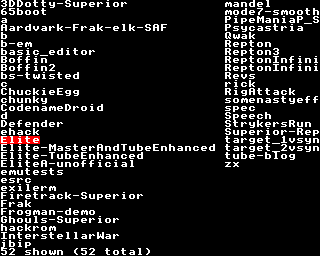 3DDotty-Superior
65boot
a
Aardvark-Frak-elk-SAF
b
b-em
basic_editor
Boffin
Boffin2
bs-twisted
c
ChuckieEgg
chunky
CodenameDroid
d
Defender
ehack
Elite
Elite-MasterAndTubeEnhanced
Elite-TubeEnhanced
EliteA-unofficial
emutests
esrc
exilerm
Firetrack-Superior
Frak
Frogman-demo
Ghouls-Superior
hackrom
InterstellarWar
jbip
mandel
mode7-smooth
PipeManiaP_S
Psycastria
Qwak
Repton
Repton3
ReptonInfini
ReptonInfini
Revs
rick
RigAttack
somenastyeff
spec
Speech
StrykersRun
Superior-Rep
target_1vsyn
target_2vsyn
tube-blog
zx
52 shown (52 total)